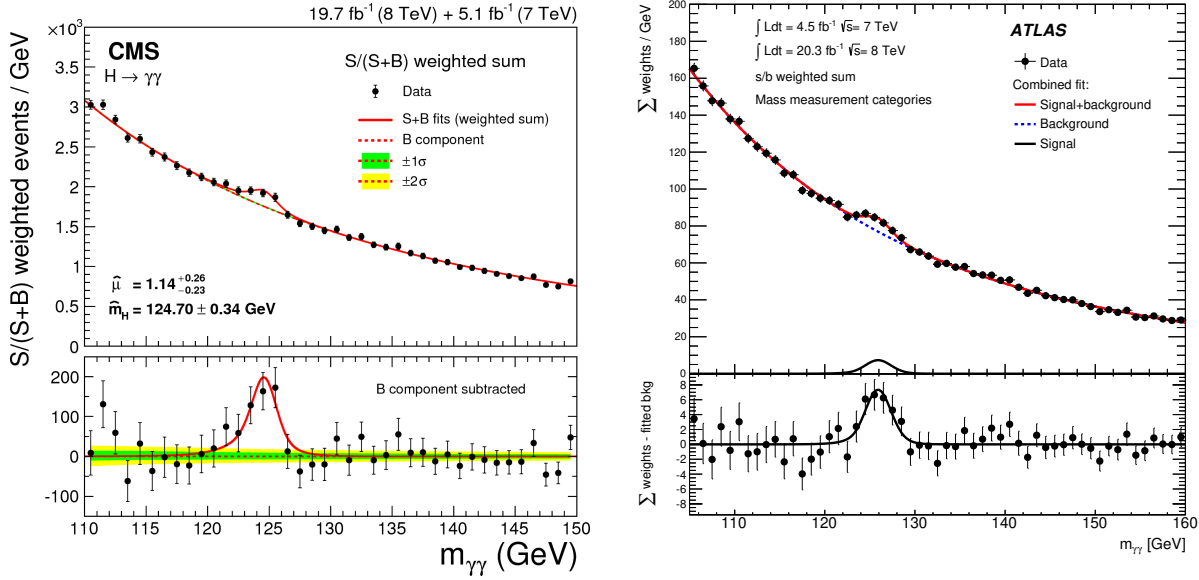 19.7 fb⁻¹ (8 TeV) + 5.1 fb⁻¹ (7 TeV)
×10³
CMS
H → γγ
S/(S+B) weighted sum
Data
S+B fits (weighted sum)
B component
±1σ
±2σ
μ̂ = 1.14 +0.26 −0.23
m̂H = 124.70 ± 0.34 GeV
S/(S+B) weighted events / GeV
3.5
3
2.5
2
1.5
1
0.5
0
B component subtracted
200
100
0
-100
110 115 120 125 130 135 140 145 150
mγγ (GeV)
∫ Ldt = 4.5 fb⁻¹ √s= 7 TeV
∫ Ldt = 20.3 fb⁻¹ √s= 8 TeV
s/b weighted sum
Mass measurement categories
ATLAS
Data
Combined fit:
Signal+background
Background
Signal
∑ weights / GeV
200
180
160
140
120
100
80
60
40
20
0
∑ weights - fitted bkg
8
6
4
2
0
-2
-4
-6
-8
110 120 130 140 150 160
mγγ [GeV]